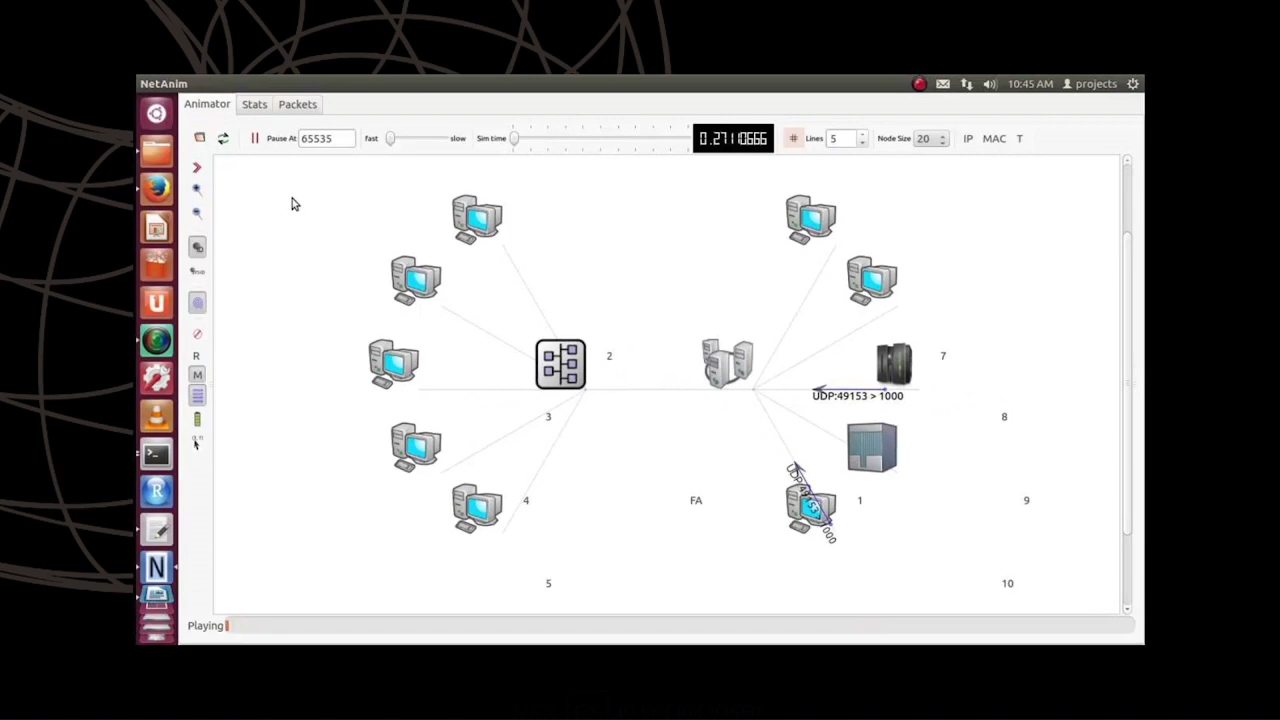 NetAnim
10:45 AM projects
Animator Stats Packets
Pause At 65535 fast slow Sim time 0.27110666 # Lines 5 Node Size 20 IP MAC T
R
M
2
7
UDP:49153 > 1000
3
8
4
FA
1
9
5
10
Playing